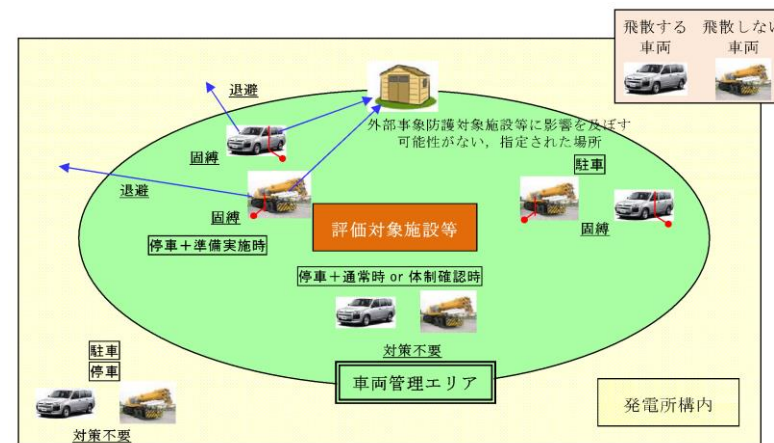 飛散する 飛散しない
車両 車両
退避
外部事象防護対象施設等に影響を及ぼす
可能性がない，指定された場所
固縛
駐車
退避
固縛
評価対象施設等
固縛
停車＋準備実施時
停車＋通常時 or 体制確認時
対策不要
駐車
停車
車両管理エリア
発電所構内
対策不要